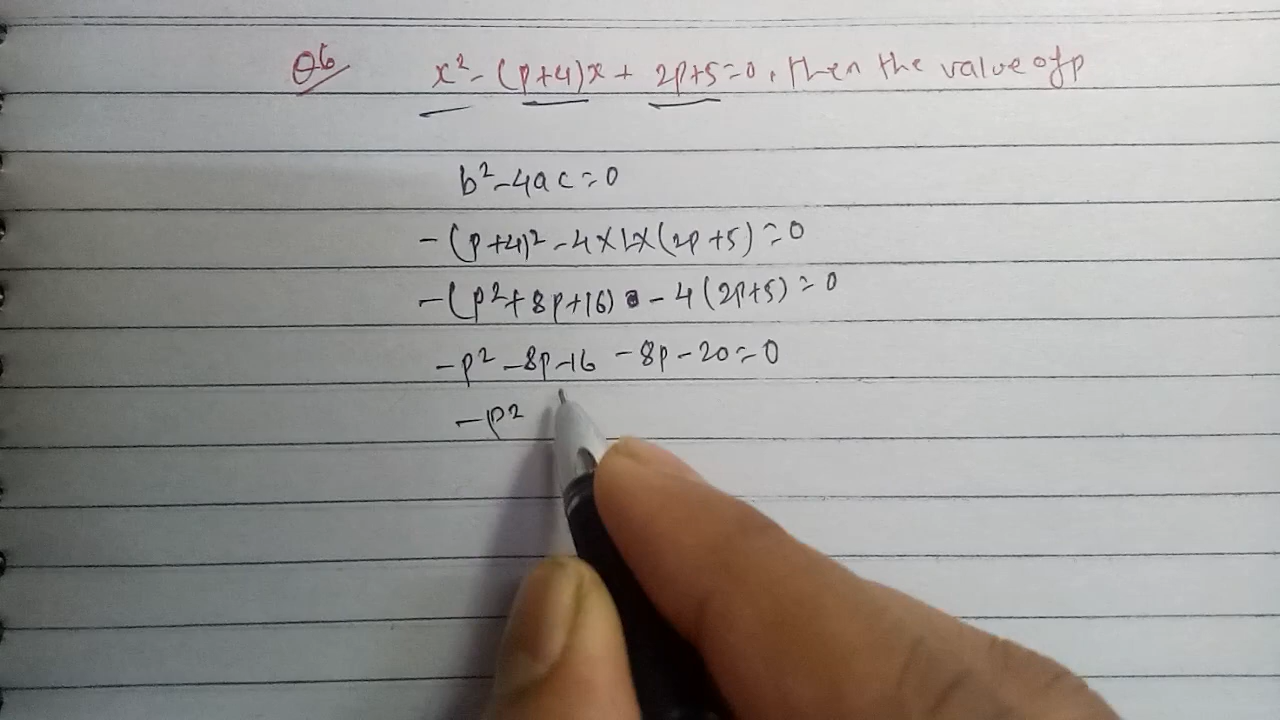 Q6 x² - (p+4)x + 2p+5=0, then the value of p
b² - 4ac = 0
-(p+4)² - 4×1×(2p+5) = 0
-(p² + 8p + 16) - 4(2p+5) = 0
-p² - 8p - 16 - 8p - 20 = 0
-p²